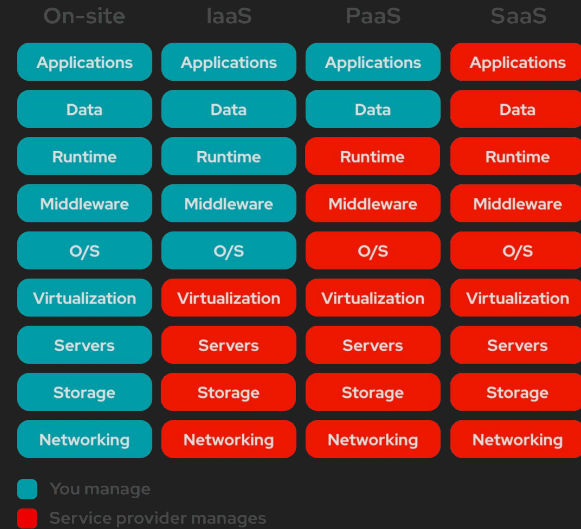 On-site IaaS PaaS SaaS
Applications Applications Applications Applications
Data Data Data Data
Runtime Runtime Runtime Runtime
Middleware Middleware Middleware Middleware
O/S O/S O/S O/S
Virtualization Virtualization Virtualization Virtualization
Servers Servers Servers Servers
Storage Storage Storage Storage
Networking Networking Networking Networking
You manage
Service provider manages